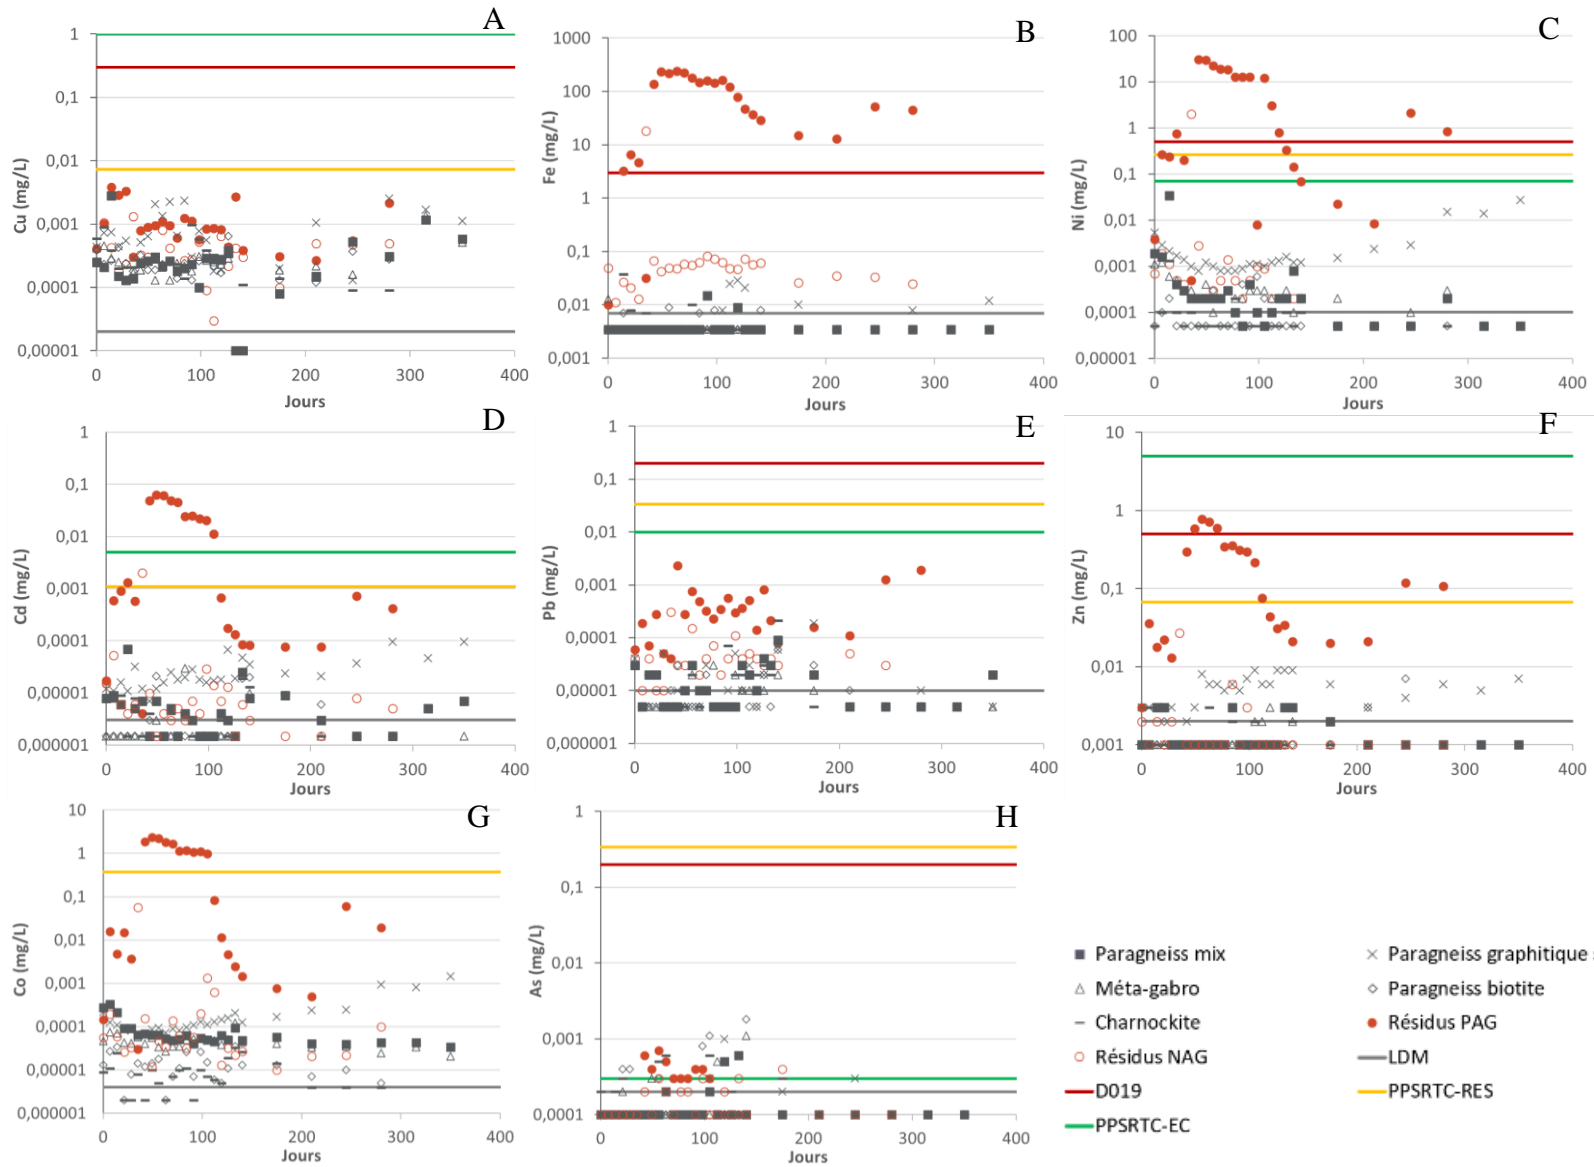 A
Cu (mg/L)
1
0,1
0,01
0,001
0,0001
0,00001
0 100 200 300 400
Jours
B
Fe (mg/L)
1000
100
10
1
0,1
0,01
0,001
0 100 200 300 400
Jours
C
Ni (mg/L)
100
10
1
0,1
0,01
0,001
0,0001
0,00001
0 100 200 300 400
Jours
D
Cd (mg/L)
1
0,1
0,01
0,001
0,0001
0,00001
0,000001
0 100 200 300 400
Jours
E
Pb (mg/L)
1
0,1
0,01
0,001
0,0001
0,00001
0,000001
0 100 200 300 400
Jours
F
Zn (mg/L)
10
1
0,1
0,01
0,001
0 100 200 300 400
Jours
G
Co (mg/L)
10
1
0,1
0,01
0,001
0,0001
0,00001
0,000001
0 100 200 300 400
Jours
H
As (mg/L)
1
0,1
0,01
0,001
0,0001
0 100 200 300 400
Jours
Paragneiss mix
Paragneiss graphitique
Méta-gabro
Paragneiss biotite
Charnockite
Résidus PAG
Résidus NAG
LDM
D019
PPSRTC-RES
PPSRTC-EC